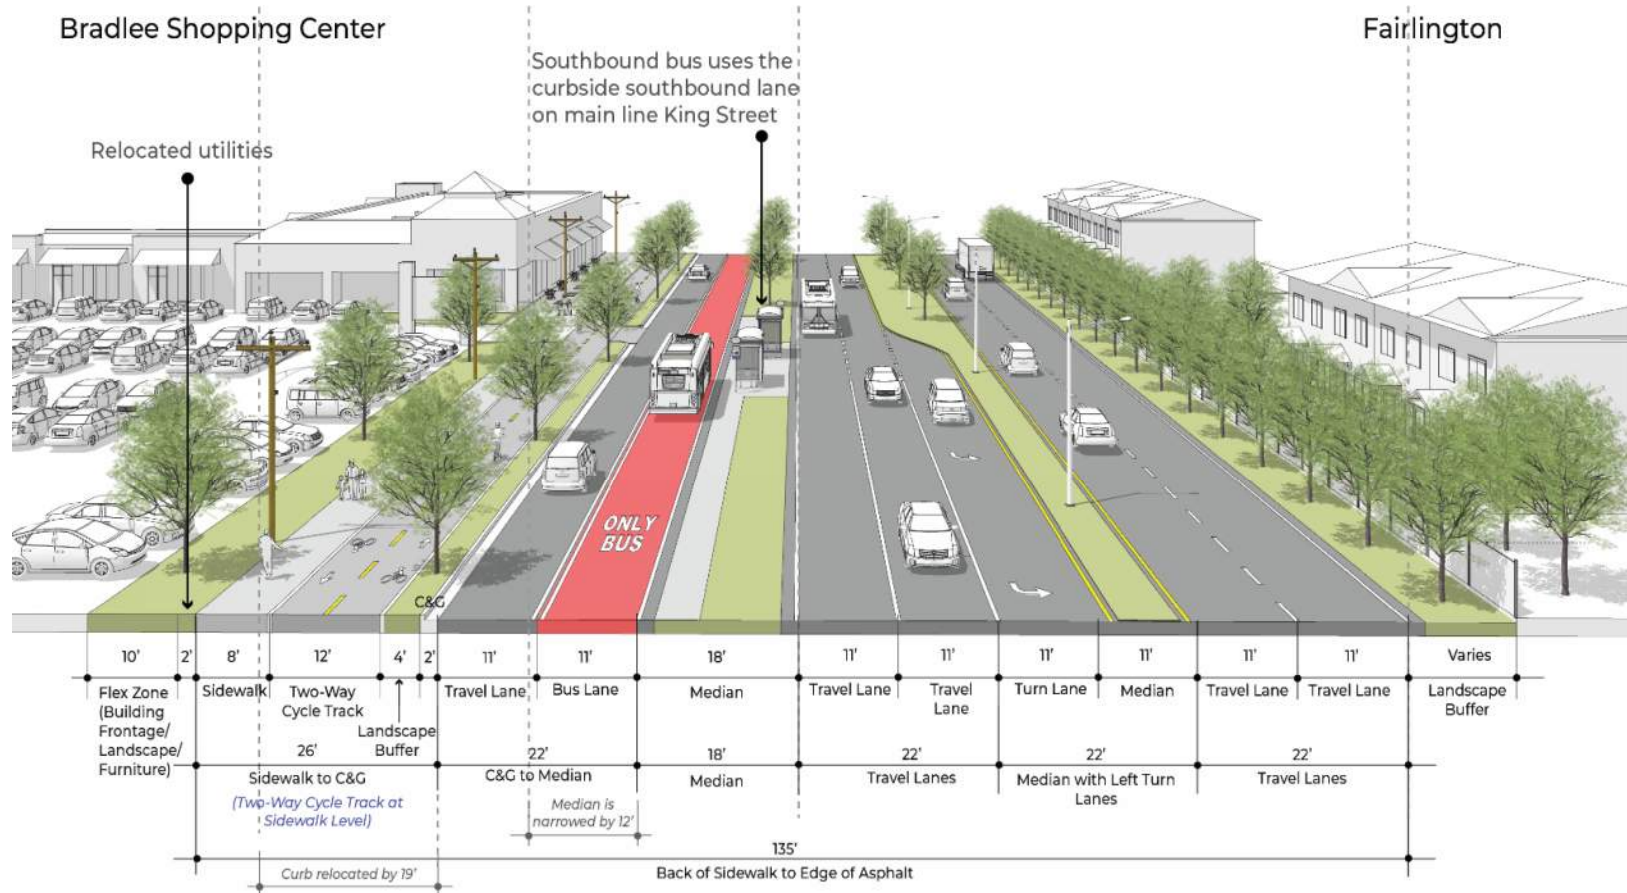 Bradlee Shopping Center
Fairlington
Southbound bus uses the
curbside southbound lane
on main line King Street
Relocated utilities
ONLY
BUS
C&G
10' 2' 8' 12' 4' 2' 11' 11' 18' 11' 11' 11' 11' 11' 11' Varies
Flex Zone
(Building
Frontage/
Landscape/
Furniture)
Sidewalk
Two-Way
Cycle Track
Landscape
Buffer
Travel Lane
Bus Lane
Median
Travel Lane
Travel
Lane
Turn Lane
Median
Travel Lane
Travel Lane
Landscape
Buffer
26'
Sidewalk to C&G
(Two-Way Cycle Track at
Sidewalk Level)
22'
C&G to Median
18'
Median
22'
Travel Lanes
22'
Median with Left Turn
Lanes
22'
Travel Lanes
Median is
narrowed by 12'
135'
Back of Sidewalk to Edge of Asphalt
Curb relocated by 19'